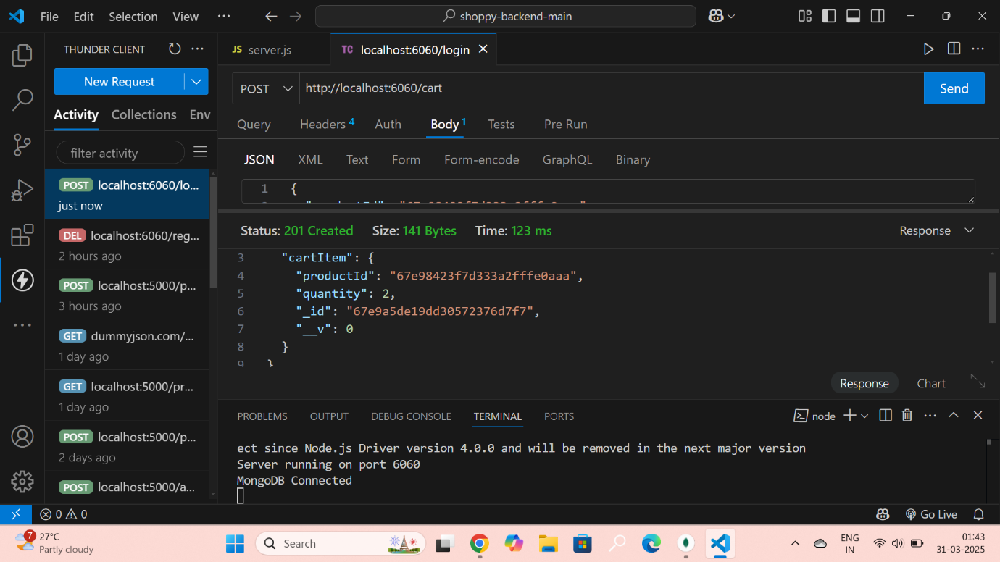 File Edit Selection View ··· shoppy-backend-main
THUNDER CLIENT ···
New Request
Activity Collections Env
filter activity
POST localhost:6060/lo...
just now
DEL localhost:6060/reg...
2 hours ago
POST localhost:5000/p...
3 hours ago
GET dummyjson.com/...
1 day ago
GET localhost:5000/pr...
1 day ago
POST localhost:5000/p...
2 days ago
POST localhost:5000/a...
JS server.js TC localhost:6060/login
POST http://localhost:6060/cart Send
Query Headers 4 Auth Body 1 Tests Pre Run
JSON XML Text Form Form-encode GraphQL Binary
1 {
Status: 201 Created Size: 141 Bytes Time: 123 ms Response
3 "cartItem": {
4 "productId": "67e98423f7d333a2fffe0aaa",
5 "quantity": 2,
6 "_id": "67e9a5de19dd30572376d7f7",
7 "__v": 0
8 }
9 }
Response Chart
PROBLEMS OUTPUT DEBUG CONSOLE TERMINAL PORTS node
ect since Node.js Driver version 4.0.0 and will be removed in the next major version
Server running on port 6060
MongoDB Connected
0 0 Go Live
7 27°C
Partly cloudy
Search
ENG
IN
01:43
31-03-2025